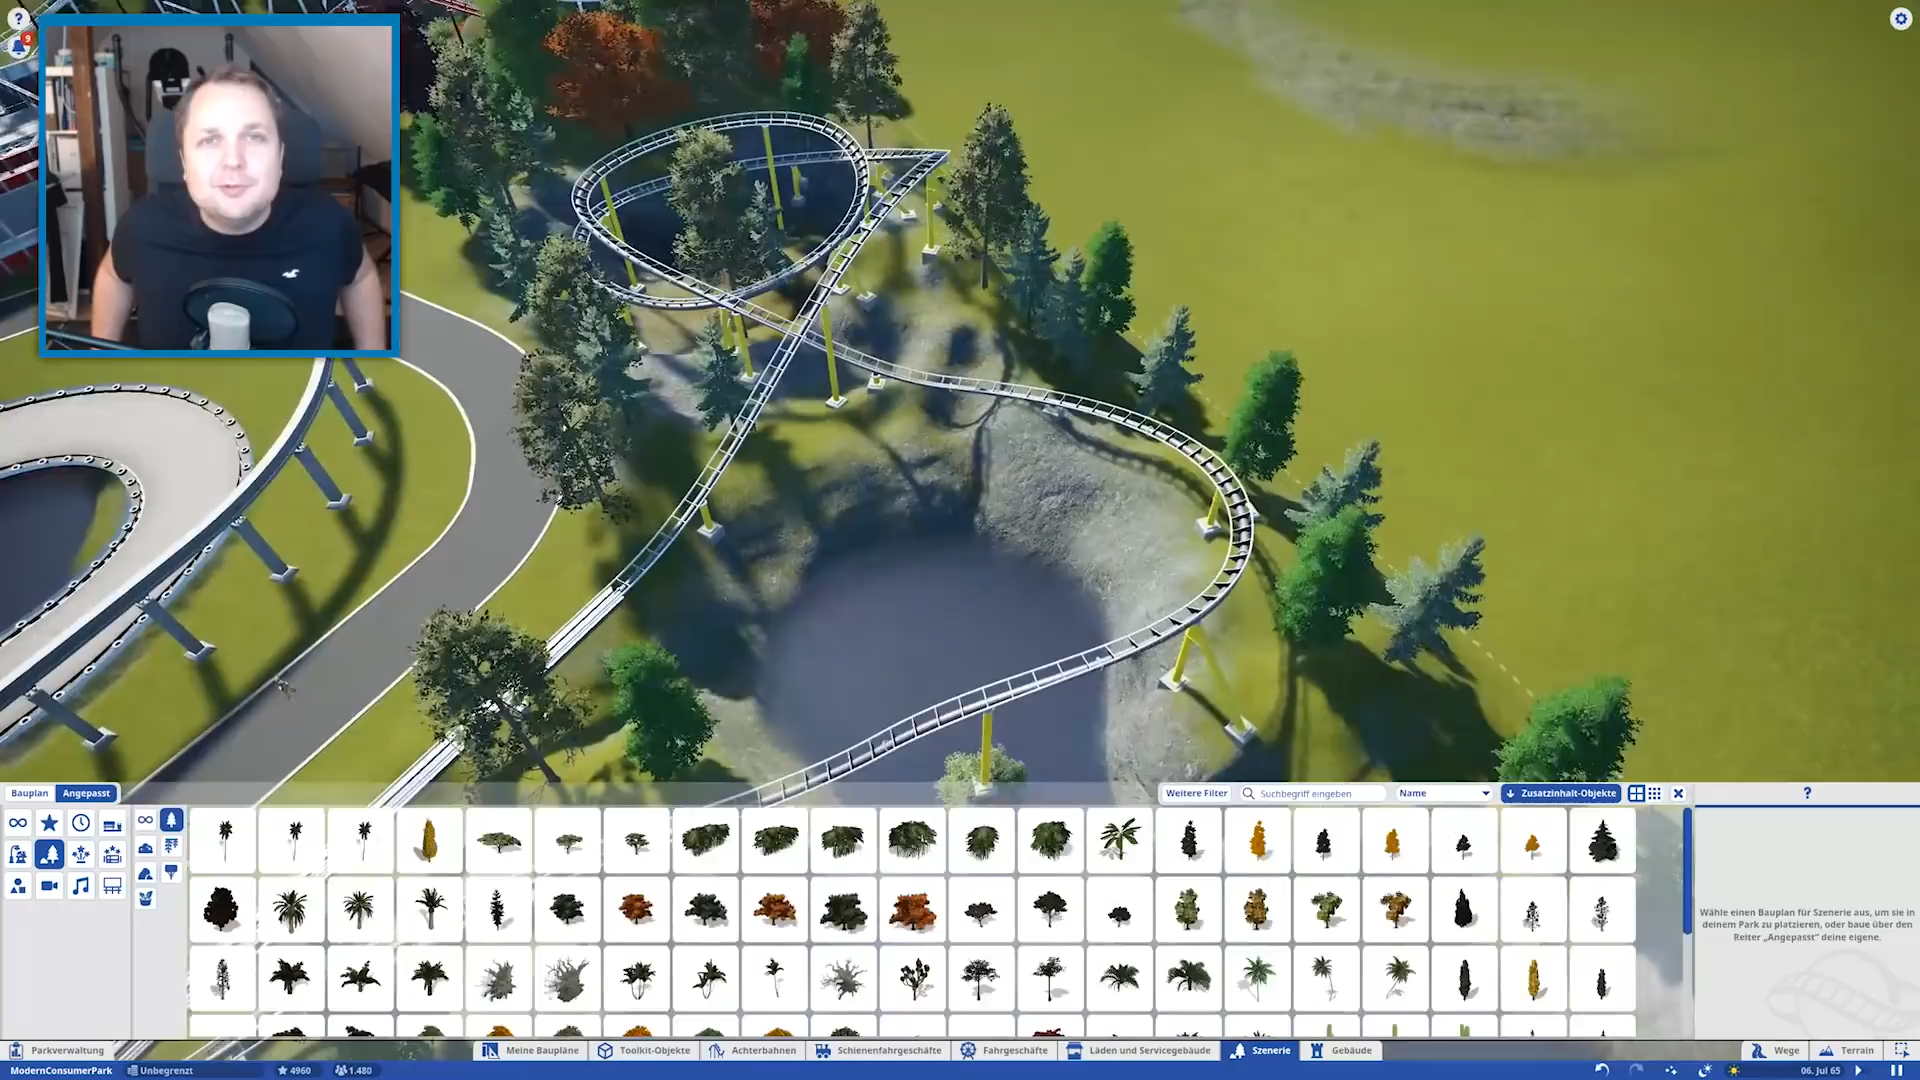 ?
9
Bauplan
Angepasst
Weitere Filter
Suchbegriff eingeben
Name
Zusatzinhalt-Objekte
?
Wähle einen Bauplan für Szenerie aus, um sie in
deinem Park zu platzieren, oder baue über den
Reiter „Angepasst“ deine eigene.
Parkverwaltung
Meine Baupläne
Toolkit-Objekte
Achterbahnen
Schienenfahrgeschäfte
Fahrgeschäfte
Läden und Servicegebäude
Szenerie
Gebäude
Wege
Terrain
ModernConsumerPark
Unbegrenzt
4960
1.480
06. Jul 65